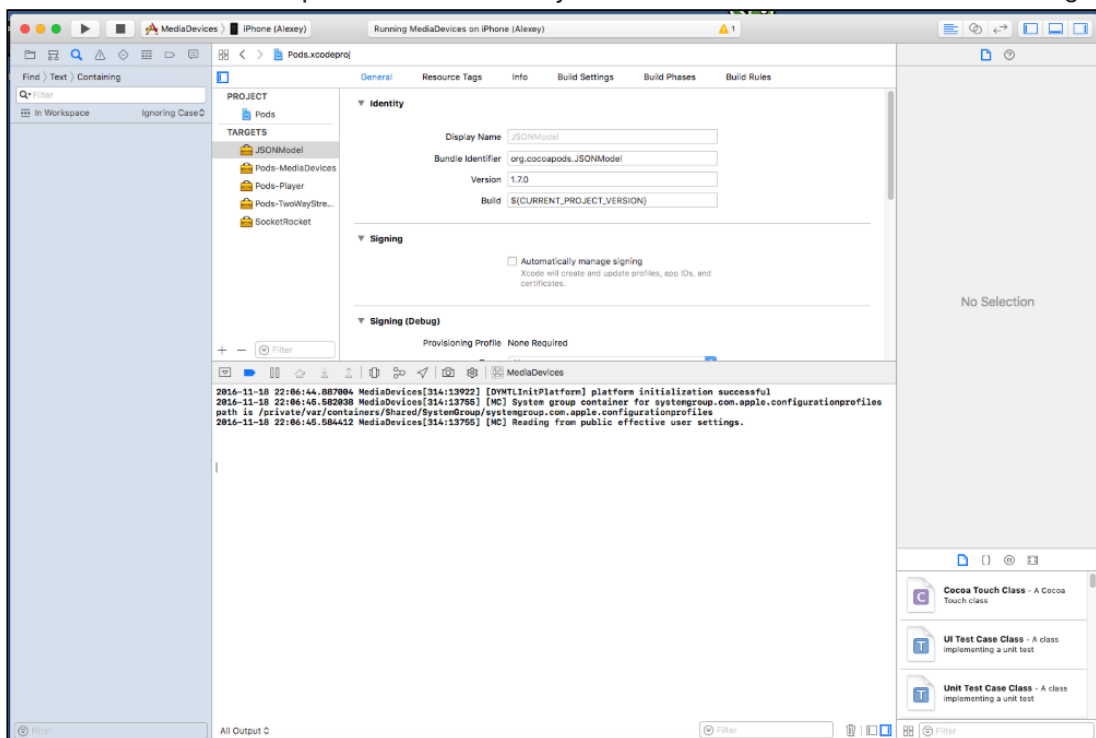 MediaDevices
iPhone (Alexey)
Running MediaDevices on iPhone (Alexey)
1
Pods.xcodeproj
Find
Text
Containing
Filter
In Workspace
Ignoring Case
General
Resource Tags
Info
Build Settings
Build Phases
Build Rules
PROJECT
Pods
TARGETS
JSONModel
Pods-MediaDevices
Pods-Player
Pods-TwoWayStre...
SocketRocket
Filter
Identity
Display Name
JSONModel
Bundle Identifier
org.cocoapods.JSONModel
Version
1.7.0
Build
${CURRENT_PROJECT_VERSION}
Signing
Automatically manage signing
Xcode will create and update profiles, app IDs, and
certificates.
Signing (Debug)
Provisioning Profile
None Required
MediaDevices
2016-11-18 22:06:44.887004 MediaDevices[314:13922] [DYMTLInitPlatform] platform initialization successful
2016-11-18 22:06:45.582038 MediaDevices[314:13755] [MC] System group container for systemgroup.com.apple.configurationprofiles
path is /private/var/containers/Shared/SystemGroup/systemgroup.com.apple.configurationprofiles
2016-11-18 22:06:45.584412 MediaDevices[314:13755] [MC] Reading from public effective user settings.
No Selection
Cocoa Touch Class - A Cocoa
Touch class
UI Test Case Class - A class
implementing a unit test
Unit Test Case Class - A class
implementing a unit test
Filter
All Output
Filter
Filter